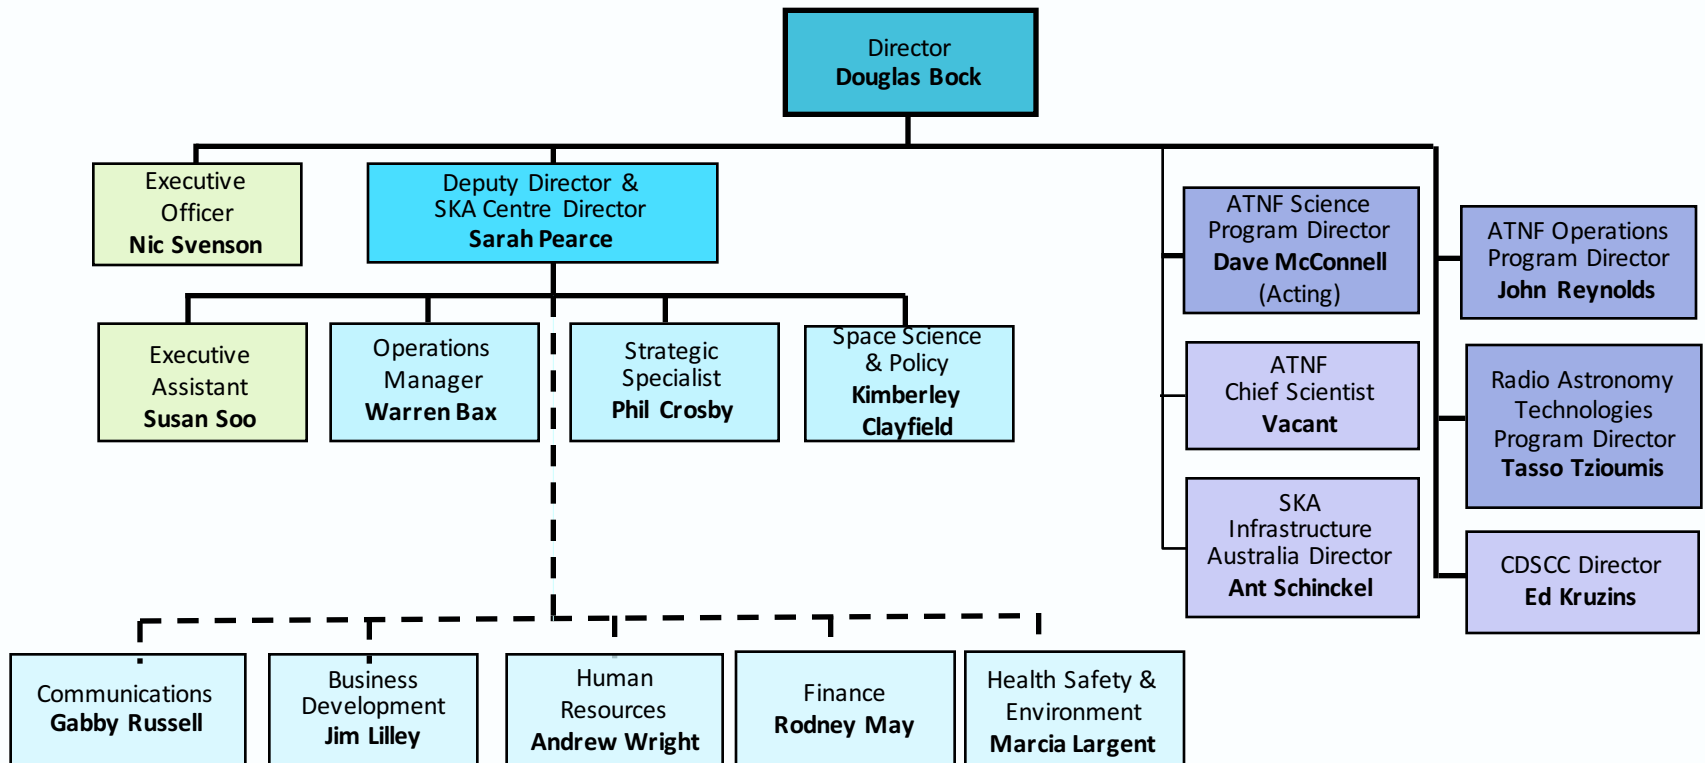 Director
Douglas Bock
Executive
Officer
Nic Svenson
Deputy Director &
SKA Centre Director
Sarah Pearce
ATNF Science
Program Director
Dave McConnell
(Acting)
ATNF Operations
Program Director
John Reynolds
Executive
Assistant
Susan Soo
Operations
Manager
Warren Bax
Strategic
Specialist
Phil Crosby
Space Science
& Policy
Kimberley
Clayfield
ATNF
Chief Scientist
Vacant
Radio Astronomy
Technologies
Program Director
Tasso Tzioumis
SKA
Infrastructure
Australia Director
Ant Schinckel
CDSCC Director
Ed Kruzins
Communications
Gabby Russell
Business
Development
Jim Lilley
Human
Resources
Andrew Wright
Finance
Rodney May
Health Safety &
Environment
Marcia Largent